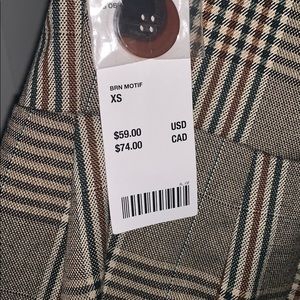 BRN MOTIF
XS
$59.00 USD
$74.00 CAD